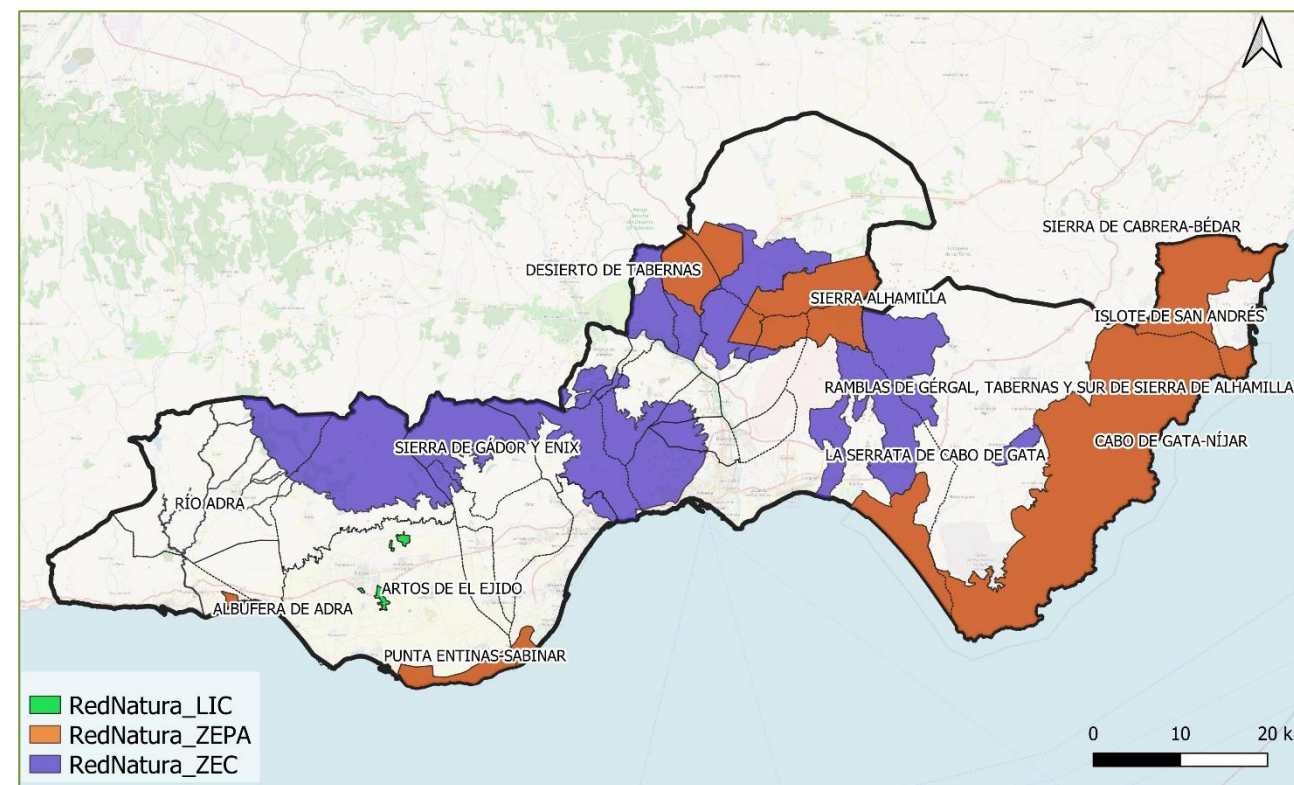 SIERRA DE CABRERA-BÉDAR
DESIERTO DE TABERNAS
SIERRA ALHAMILLA
ISLOTE DE SAN ANDRÉS
RAMBLAS DE GÉRGAL, TABERNAS Y SUR DE SIERRA DE ALHAMILLA
SIERRA DE GÁDOR Y ENIX
CABO DE GATA-NÍJAR
LA SERRATA DE CABO DE GATA
RÍO ADRA
ARTOS DE EL EJIDO
ALBUFERA DE ADRA
PUNTA ENTINAS-SABINAR
RedNatura_LIC
RedNatura_ZEPA
RedNatura_ZEC
0 10 20 k